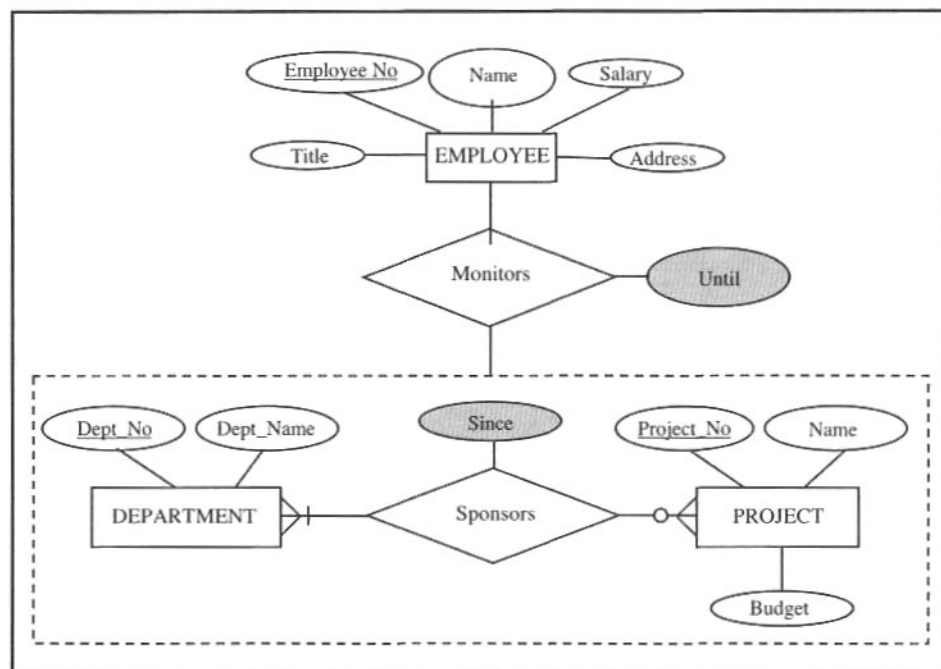 Employee No
Name
Salary
Title
EMPLOYEE
Address
Monitors
Until
Dept_No
Dept_Name
Since
Project_No
Name
DEPARTMENT
Sponsors
PROJECT
Budget